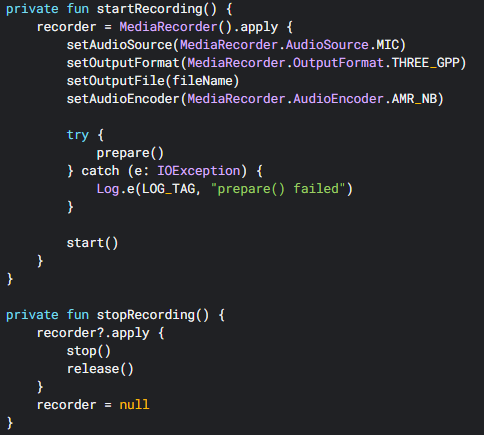 private fun startRecording() {
    recorder = MediaRecorder().apply {
        setAudioSource(MediaRecorder.AudioSource.MIC)
        setOutputFormat(MediaRecorder.OutputFormat.THREE_GPP)
        setOutputFile(fileName)
        setAudioEncoder(MediaRecorder.AudioEncoder.AMR_NB)

        try {
            prepare()
        } catch (e: IOException) {
            Log.e(LOG_TAG, "prepare() failed")
        }

        start()
    }
}

private fun stopRecording() {
    recorder?.apply {
        stop()
        release()
    }
    recorder = null
}